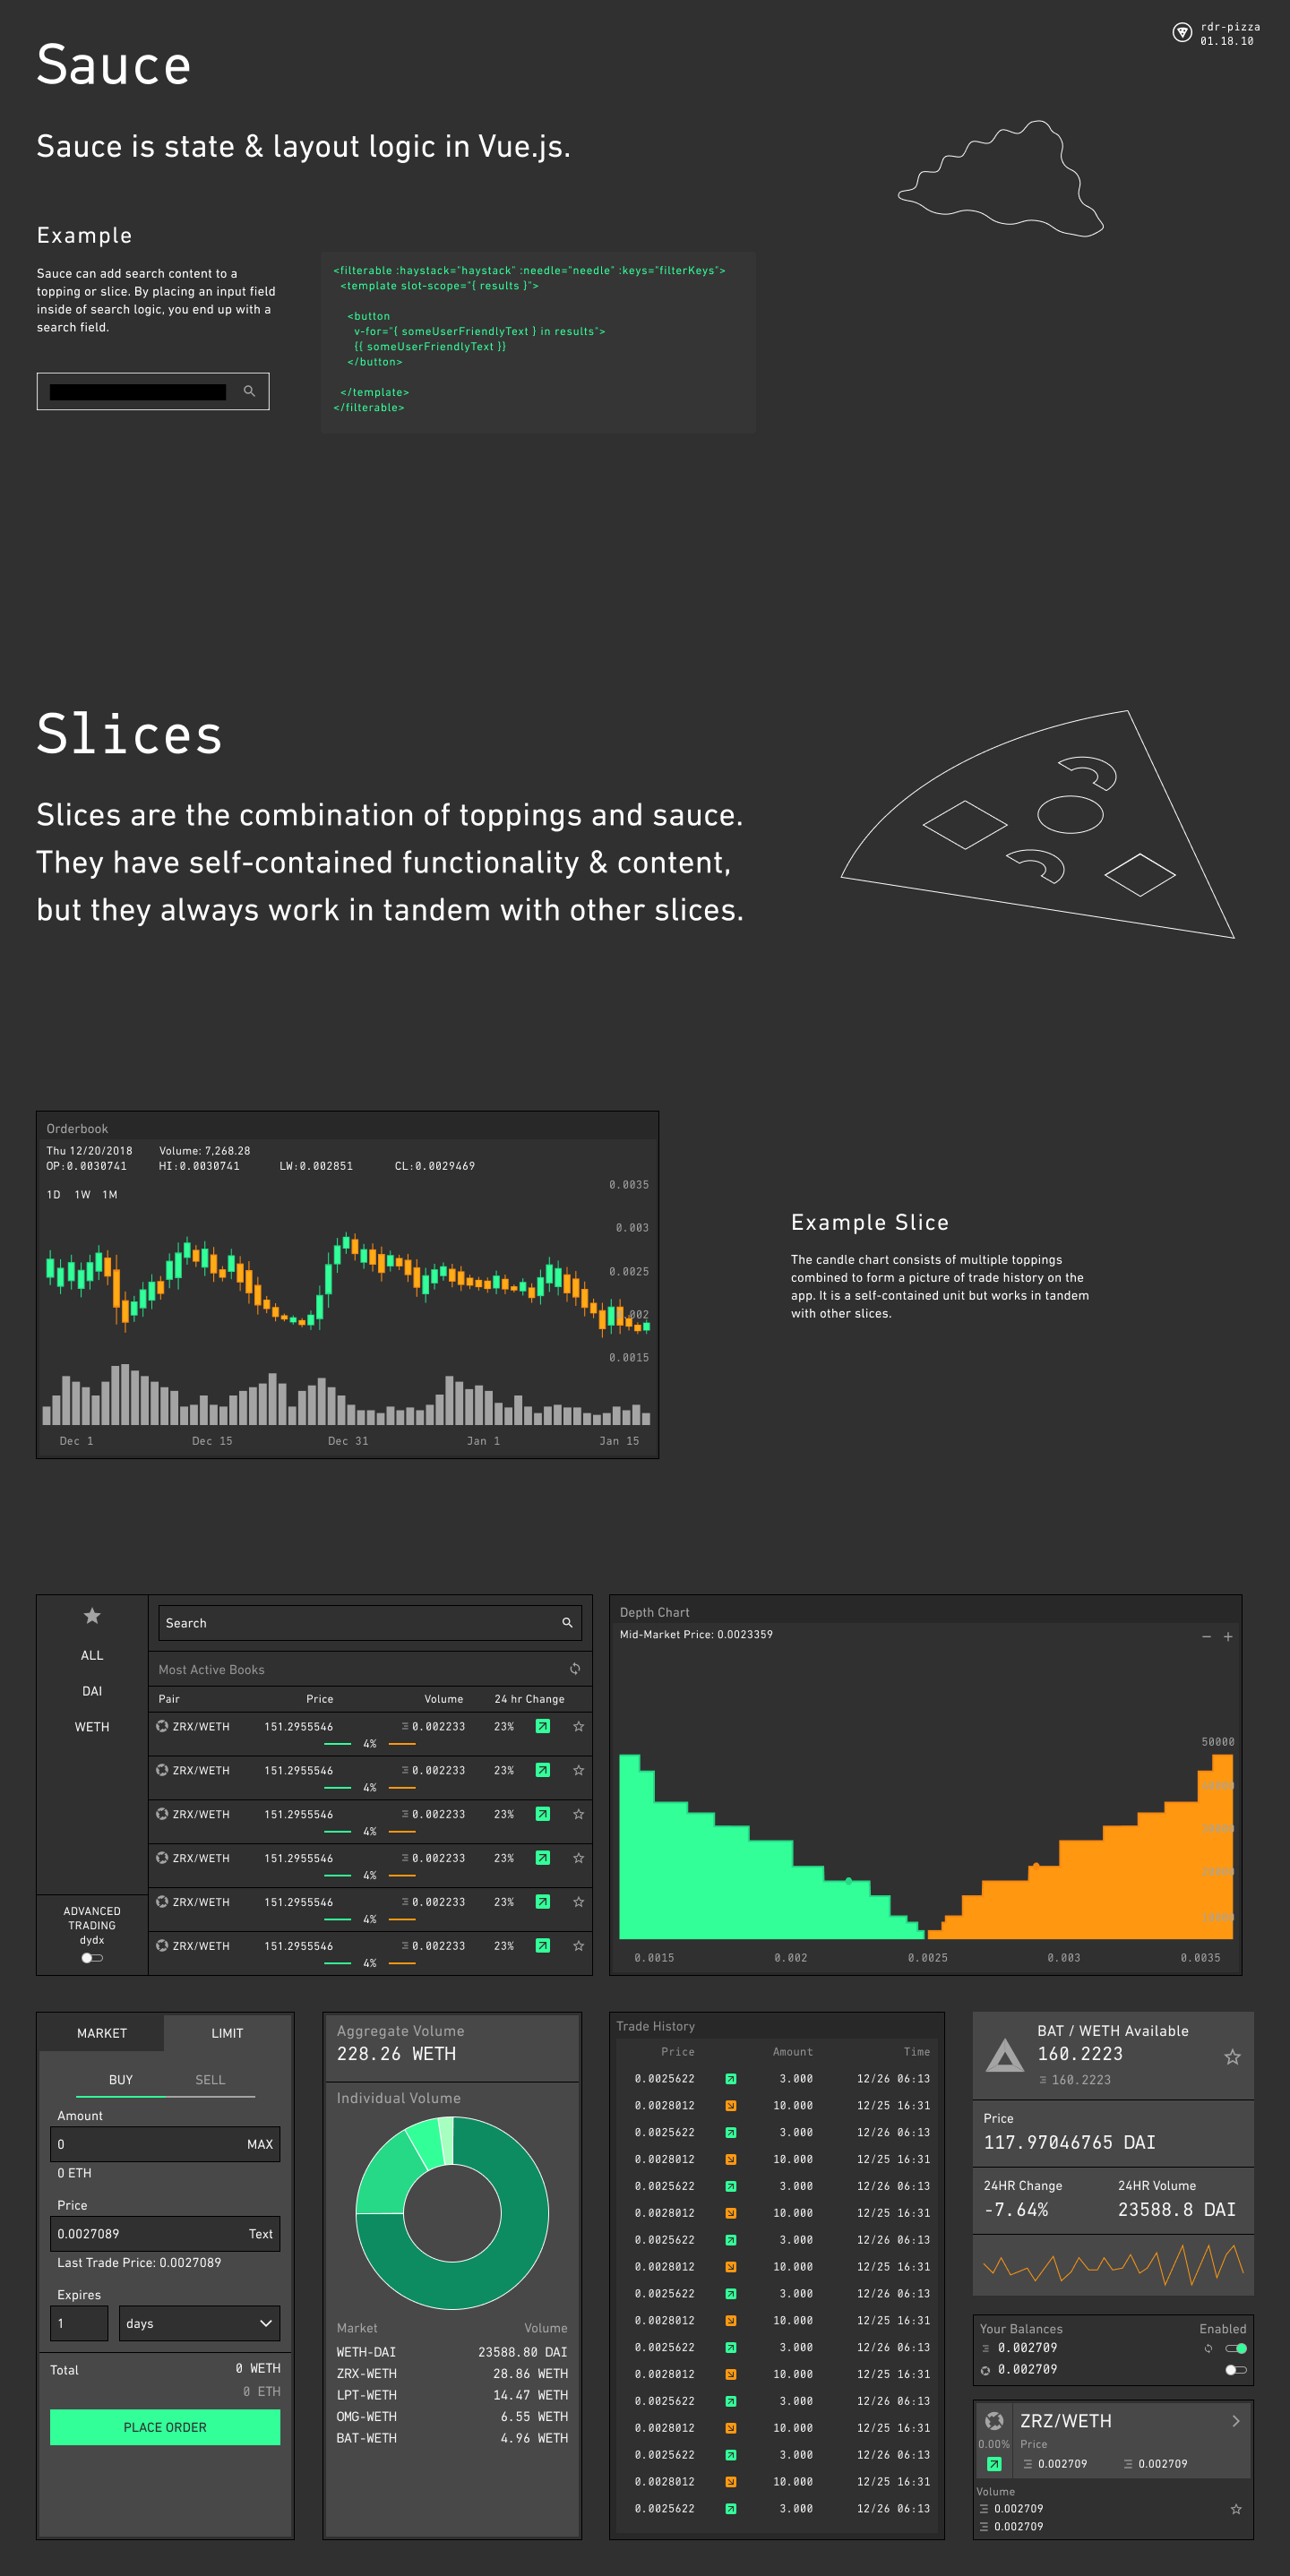 rdr-pizza
01.18.10
Sauce
Sauce is state & layout logic in Vue.js.
Example
Sauce can add search content to a
topping or slice. By placing an input field
inside of search logic, you end up with a
search field.
<filterable :haystack="haystack" :needle="needle" :keys="filterKeys">
<template slot-scope="{ results }">
<button
v-for="{ someUserFriendlyText } in results">
{{ someUserFriendlyText }}
</button>
</template>
</filterable>
Slices
Slices are the combination of toppings and sauce.
They have self-contained functionality & content,
but they always work in tandem with other slices.
Orderbook
Thu 12/20/2018 Volume: 7,268.28
OP:0.0030741 HI:0.0030741 LW:0.002851 CL:0.0029469
1D 1W 1M
0.0035
0.003
0.0025
0.002
0.0015
Dec 1 Dec 15 Dec 31 Jan 1 Jan 15
Example Slice
The candle chart consists of multiple toppings
combined to form a picture of trade history on the
app. It is a self-contained unit but works in tandem
with other slices.
ALL
DAI
WETH
ADVANCED
TRADING
dydx
Search
Most Active Books
Pair Price Volume 24 hr Change
ZRX/WETH 151.2955546 0.002233 23%
4%
ZRX/WETH 151.2955546 0.002233 23%
4%
ZRX/WETH 151.2955546 0.002233 23%
4%
ZRX/WETH 151.2955546 0.002233 23%
4%
ZRX/WETH 151.2955546 0.002233 23%
4%
ZRX/WETH 151.2955546 0.002233 23%
4%
Depth Chart
Mid-Market Price: 0.0023359
− +
50000
40000
30000
20000
10000
0.0015 0.002 0.0025 0.003 0.0035
MARKET LIMIT
BUY SELL
Amount
0 MAX
0 ETH
Price
0.0027089 Text
Last Trade Price: 0.0027089
Expires
1 days
Total 0 WETH
0 ETH
PLACE ORDER
Aggregate Volume
228.26 WETH
Individual Volume
Market Volume
WETH-DAI 23588.80 DAI
ZRX-WETH 28.86 WETH
LPT-WETH 14.47 WETH
OMG-WETH 6.55 WETH
BAT-WETH 4.96 WETH
Trade History
Price Amount Time
0.0025622 3.000 12/26 06:13
0.0028012 10.000 12/25 16:31
0.0025622 3.000 12/26 06:13
0.0028012 10.000 12/25 16:31
0.0025622 3.000 12/26 06:13
0.0028012 10.000 12/25 16:31
0.0025622 3.000 12/26 06:13
0.0028012 10.000 12/25 16:31
0.0025622 3.000 12/26 06:13
0.0028012 10.000 12/25 16:31
0.0025622 3.000 12/26 06:13
0.0028012 10.000 12/25 16:31
0.0025622 3.000 12/26 06:13
0.0028012 10.000 12/25 16:31
0.0025622 3.000 12/26 06:13
0.0028012 10.000 12/25 16:31
0.0025622 3.000 12/26 06:13
BAT / WETH Available
160.2223
160.2223
Price
117.97046765 DAI
24HR Change 24HR Volume
-7.64% 23588.8 DAI
Your Balances Enabled
0.002709
0.002709
ZRZ/WETH
0.00% Price
0.002709 0.002709
Volume
0.002709
0.002709